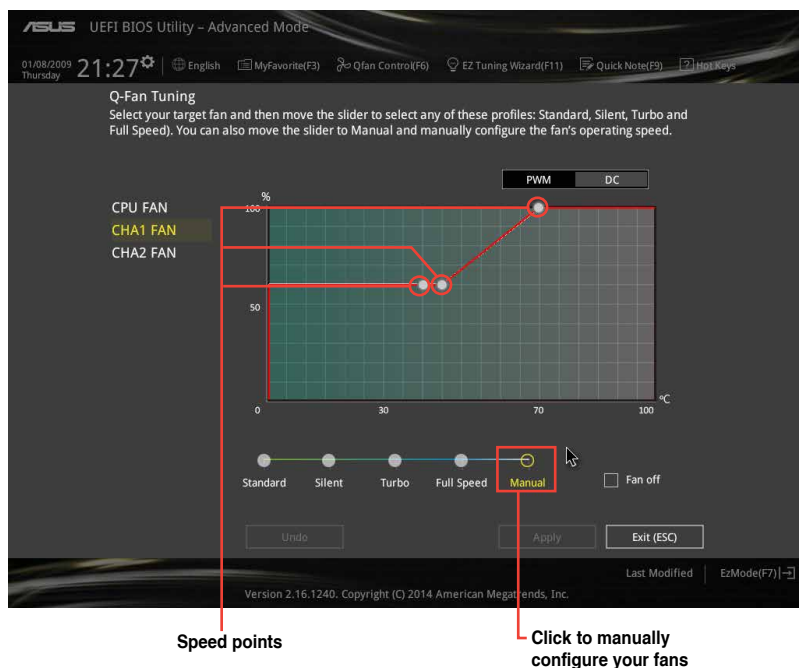 ASUS UEFI BIOS Utility – Advanced Mode
01/08/2009 Thursday 21:27 English MyFavorite(F3) Qfan Control(F6) EZ Tuning Wizard(F11) Quick Note(F9) ? Hot Keys
Q-Fan Tuning
Select your target fan and then move the slider to select any of these profiles: Standard, Silent, Turbo and
Full Speed). You can also move the slider to Manual and manually configure the fan's operating speed.
PWM DC
CPU FAN
CHA1 FAN
CHA2 FAN
%
100
50
0 30 70 100
ºC
Standard Silent Turbo Full Speed Manual
Fan off
Undo Apply Exit (ESC)
Last Modified EzMode(F7)
Version 2.16.1240. Copyright (C) 2014 American Megatrends, Inc.
Speed points
Click to manually
configure your fans